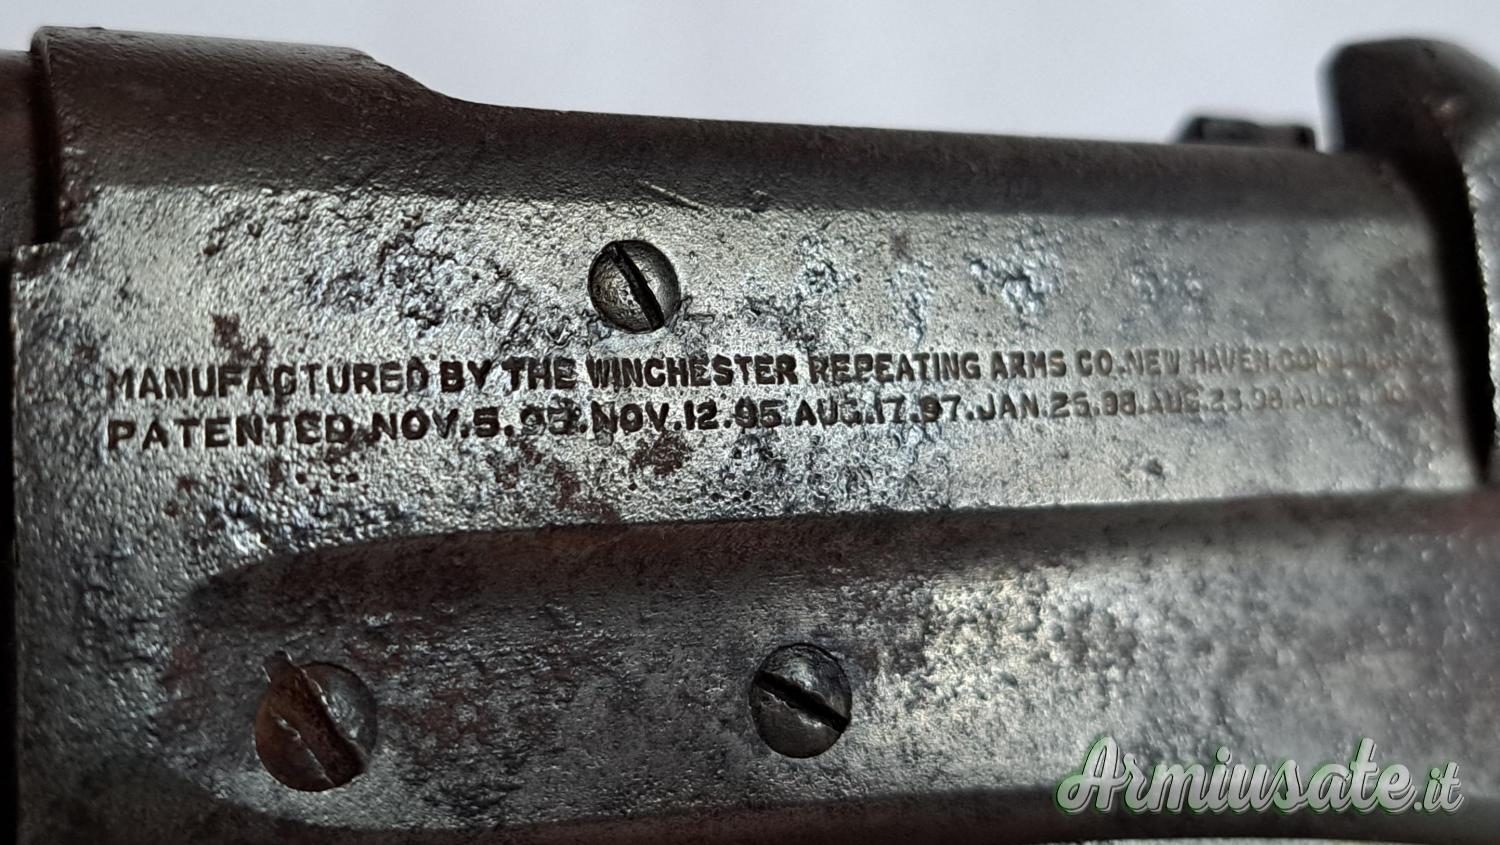 MANUFACTURED BY THE WINCHESTER REPEATING ARMS CO. NEW HAVEN. CONN.
PATENTED. NOV. 5. NOV. 12. 95. AUG. 17. 97. JAN. 25. 98. AUG. 23. 98. AUG.
Armiusate.it